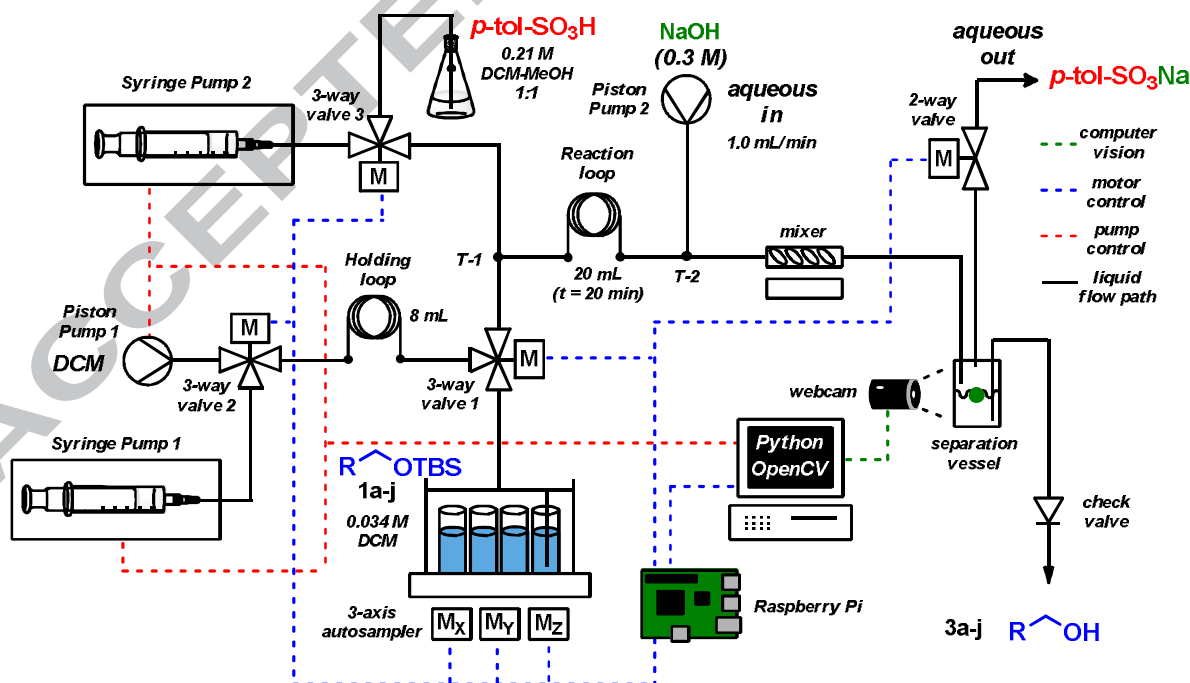 ACCEPTE
p-tol-SO3H
0.21 M
DCM-MeOH
1:1
Syringe Pump 2
3-way
valve 3
M
NaOH
(0.3 M)
Piston
Pump 2
aqueous
in
1.0 mL/min
aqueous
out
p-tol-SO3Na
2-way
valve
M
computer
vision
motor
control
pump
control
liquid
flow path
Reaction
loop
20 mL
(t = 20 min)
T-1
T-2
mixer
Holding
loop
8 mL
Piston
Pump 1
DCM
M
3-way
valve 2
3-way
valve 1
M
Syringe Pump 1
R OTBS
1a-j
0.034 M
DCM
3-axis
autosampler
MX MY MZ
webcam
Python
OpenCV
separation
vessel
check
valve
Raspberry Pi
3a-j R OH